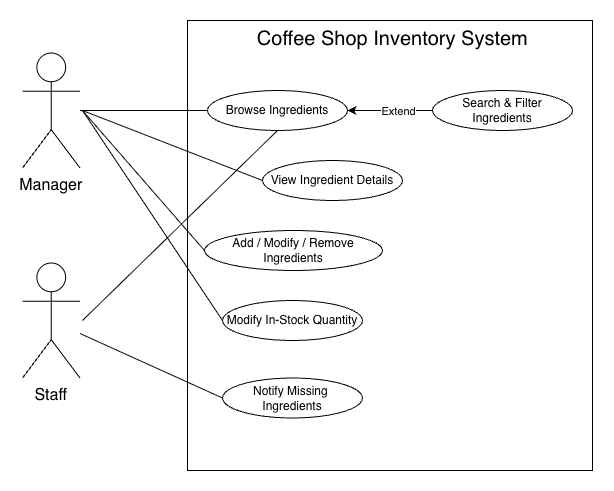 Coffee Shop Inventory System
Browse Ingredients
Extend
Search & Filter
Ingredients
Manager
View Ingredient Details
Add / Modify / Remove
Ingredients
Modify In-Stock Quantity
Staff
Notify Missing
Ingredients